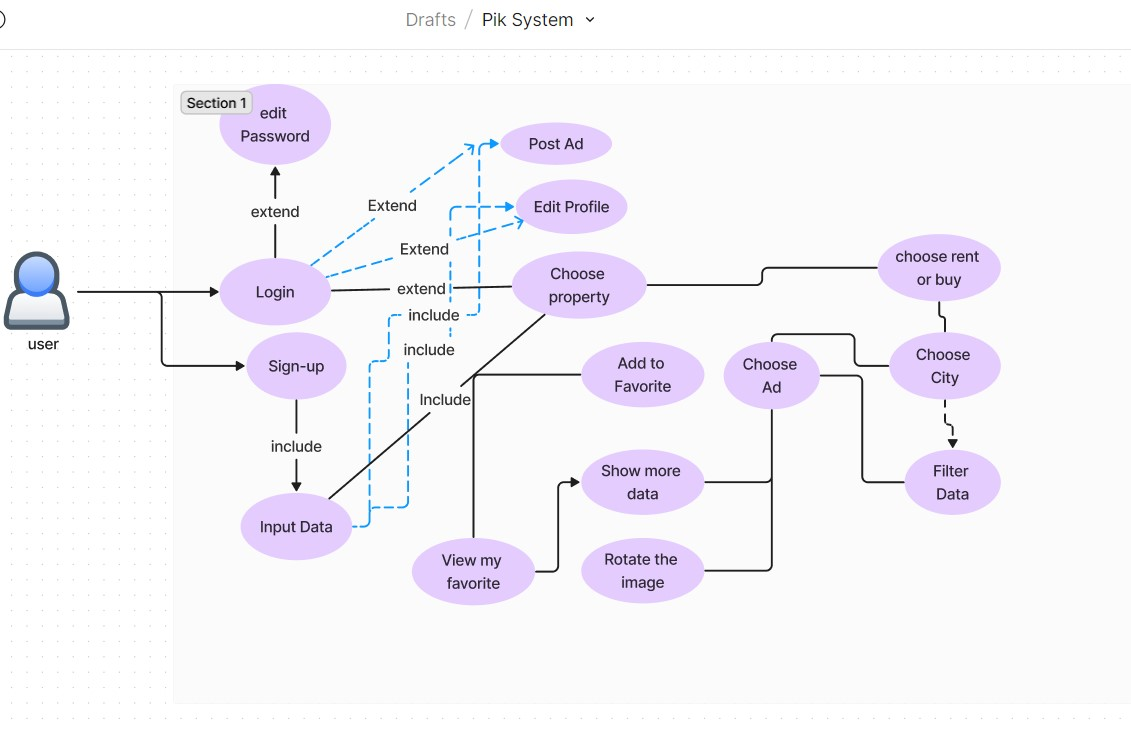 Drafts / Pik System
Section 1
edit
Password
Post Ad
extend
Extend
Edit Profile
Extend
choose rent
or buy
Login
extend
Choose
property
include
user
Sign-up
include
Add to
Favorite
Choose
Ad
Choose
City
Include
include
Show more
data
Filter
Data
Input Data
View my
favorite
Rotate the
image